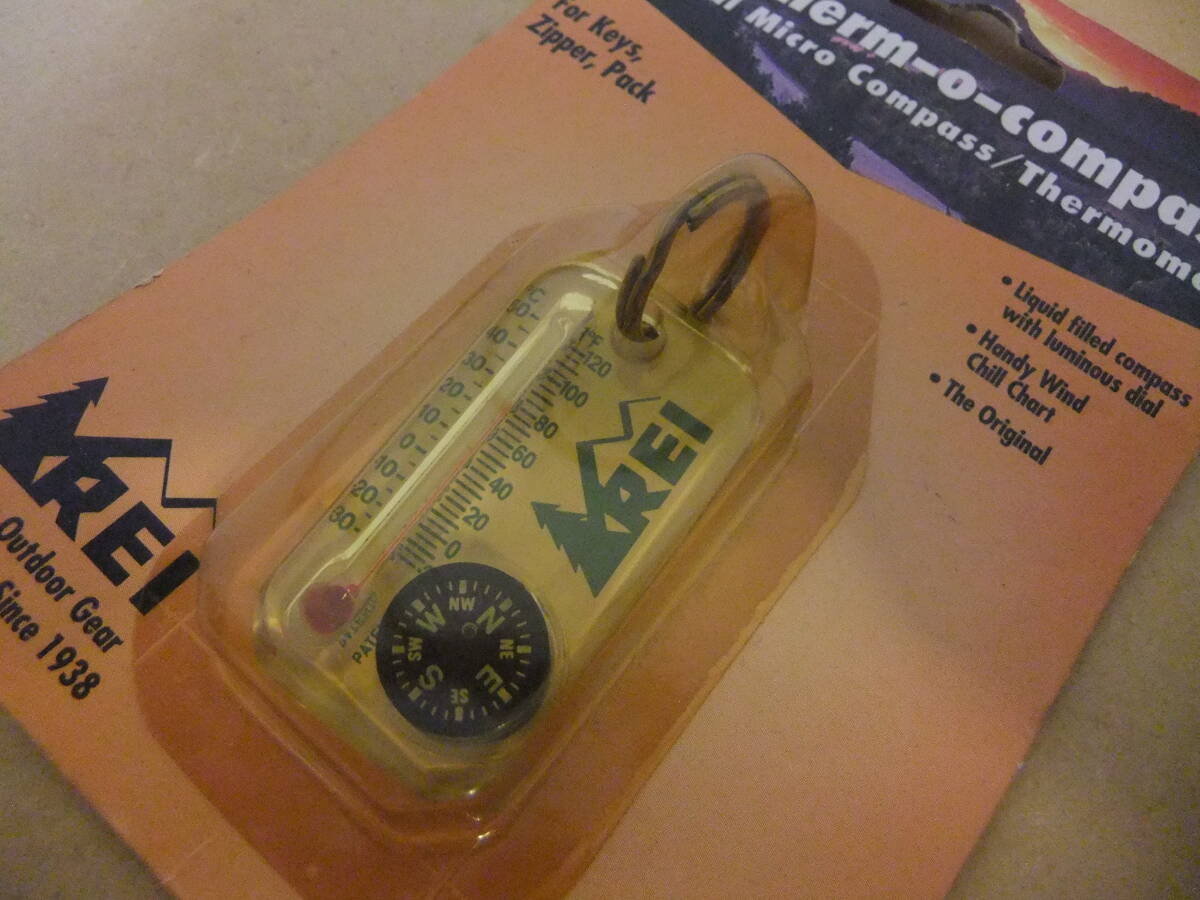 For Keys,
Zipper, Pack
herm-o-compa
Micro Compass/Thermome
• Liquid filled compass
with luminous dial
• Handy Wind
Chill Chart
• The Original
REI
Outdoor Gear
Since 1938
°C
50
40
30
20
10
0
10
20
30
°F
120
100
80
60
40
20
0
REI
NW
N
NE
E
SE
S
SW
W